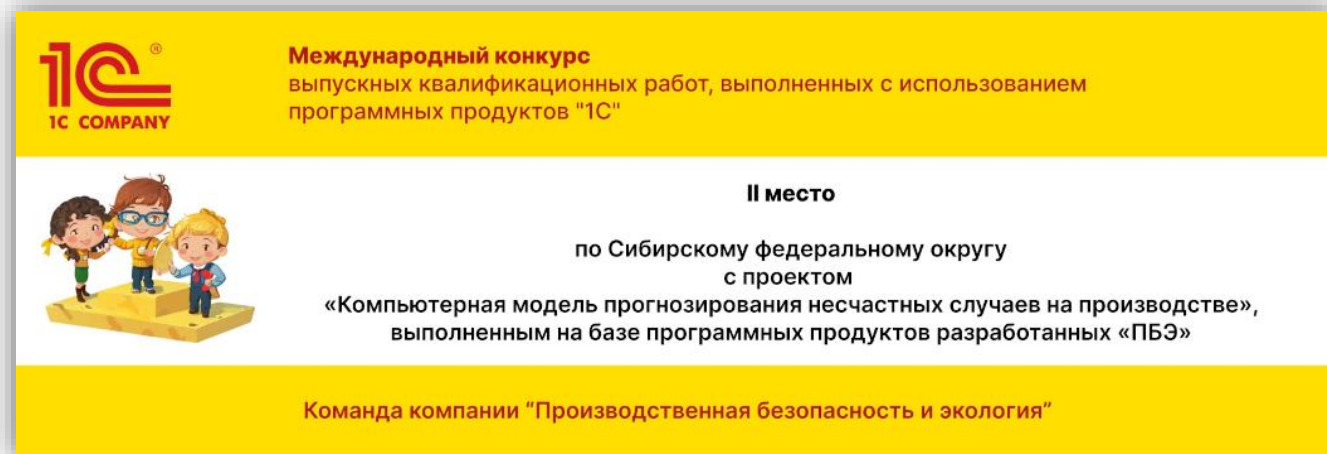 1С ®
1C COMPANY
Международный конкурс
выпускных квалификационных работ, выполненных с использованием
программных продуктов "1С"
II место
по Сибирскому федеральному округу
с проектом
«Компьютерная модель прогнозирования несчастных случаев на производстве»,
выполненным на базе программных продуктов разработанных «ПБЭ»
Команда компании “Производственная безопасность и экология”